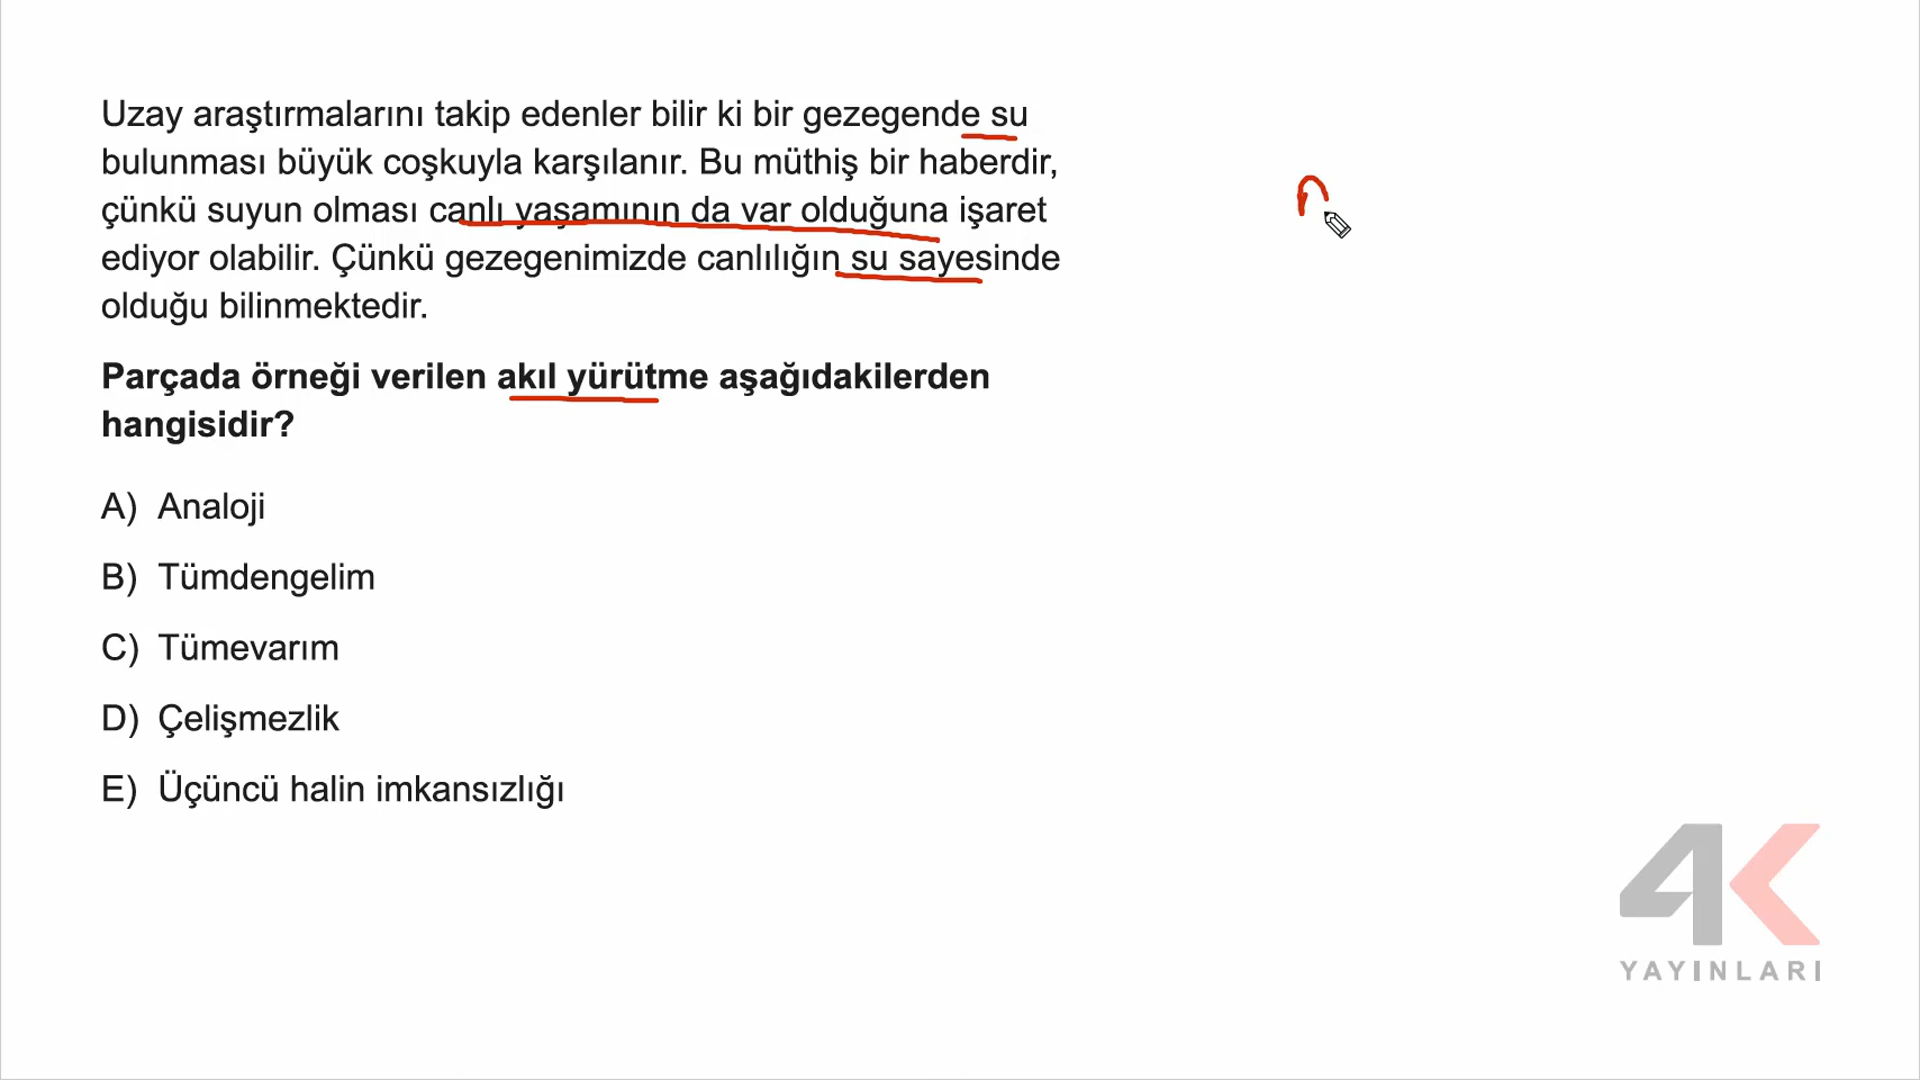 Uzay araştırmalarını takip edenler bilir ki bir gezegende su
bulunması büyük coşkuyla karşılanır. Bu müthiş bir haberdir,
çünkü suyun olması canlı yaşamının da var olduğuna işaret
ediyor olabilir. Çünkü gezegenimizde canlılığın su sayesinde
olduğu bilinmektedir.
Parçada örneği verilen akıl yürütme aşağıdakilerden
hangisidir?
A) Analoji
B) Tümdengelim
C) Tümevarım
D) Çelişmezlik
E) Üçüncü halin imkansızlığı
4K
YAYINLARI